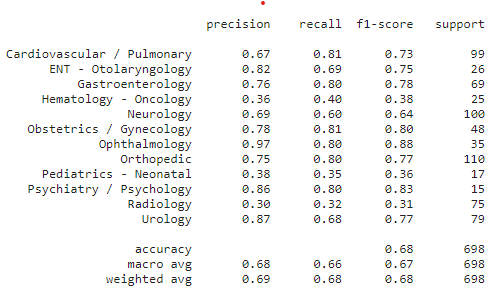 precision recall f1-score support
Cardiovascular / Pulmonary 0.67 0.81 0.73 99
ENT - Otolaryngology 0.82 0.69 0.75 26
Gastroenterology 0.76 0.80 0.78 69
Hematology - Oncology 0.36 0.40 0.38 25
Neurology 0.69 0.60 0.64 100
Obstetrics / Gynecology 0.78 0.81 0.80 48
Ophthalmology 0.97 0.80 0.88 35
Orthopedic 0.75 0.80 0.77 110
Pediatrics - Neonatal 0.38 0.35 0.36 17
Psychiatry / Psychology 0.86 0.80 0.83 15
Radiology 0.30 0.32 0.31 75
Urology 0.87 0.68 0.77 79
accuracy 0.68 698
macro avg 0.68 0.66 0.67 698
weighted avg 0.69 0.68 0.68 698